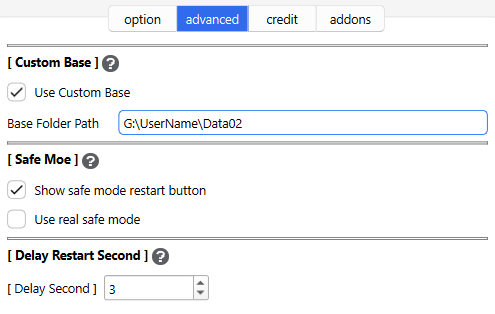 option advanced credit addons
[ Custom Base ] ?
Use Custom Base
Base Folder Path G:\UserName\Data02
[ Safe Moe ] ?
Show safe mode restart button
Use real safe mode
[ Delay Restart Second ] ?
[ Delay Second ] 3